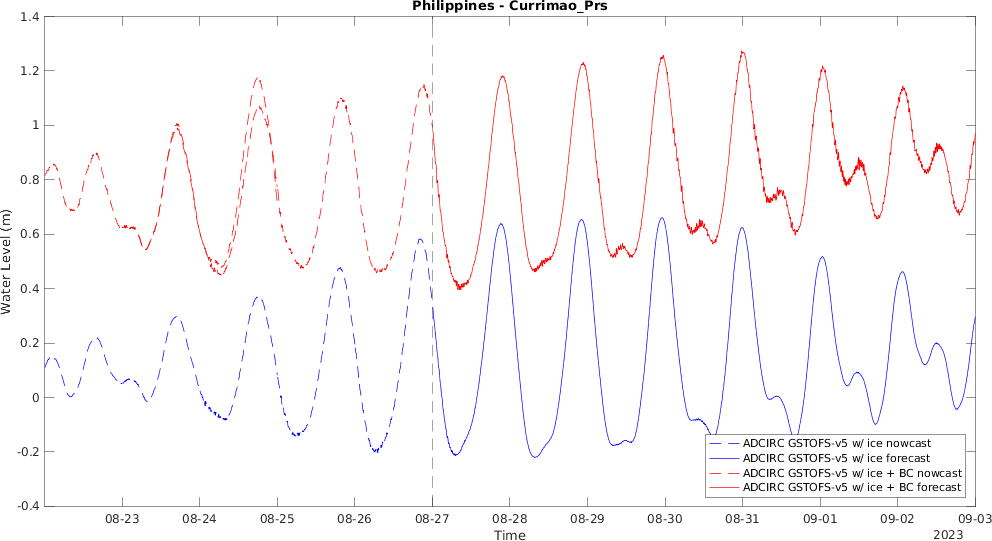 Philippines - Currimao_Prs
1.4
1.2
1
0.8
0.6
0.4
0.2
0
-0.2
-0.4
Water Level (m)
ADCIRC GSTOFS-v5 w/ ice nowcast
ADCIRC GSTOFS-v5 w/ ice forecast
ADCIRC GSTOFS-v5 w/ ice + BC nowcast
ADCIRC GSTOFS-v5 w/ ice + BC forecast
08-23 08-24 08-25 08-26 08-27 08-28 08-29 08-30 08-31 09-01 09-02 09-03
Time
2023